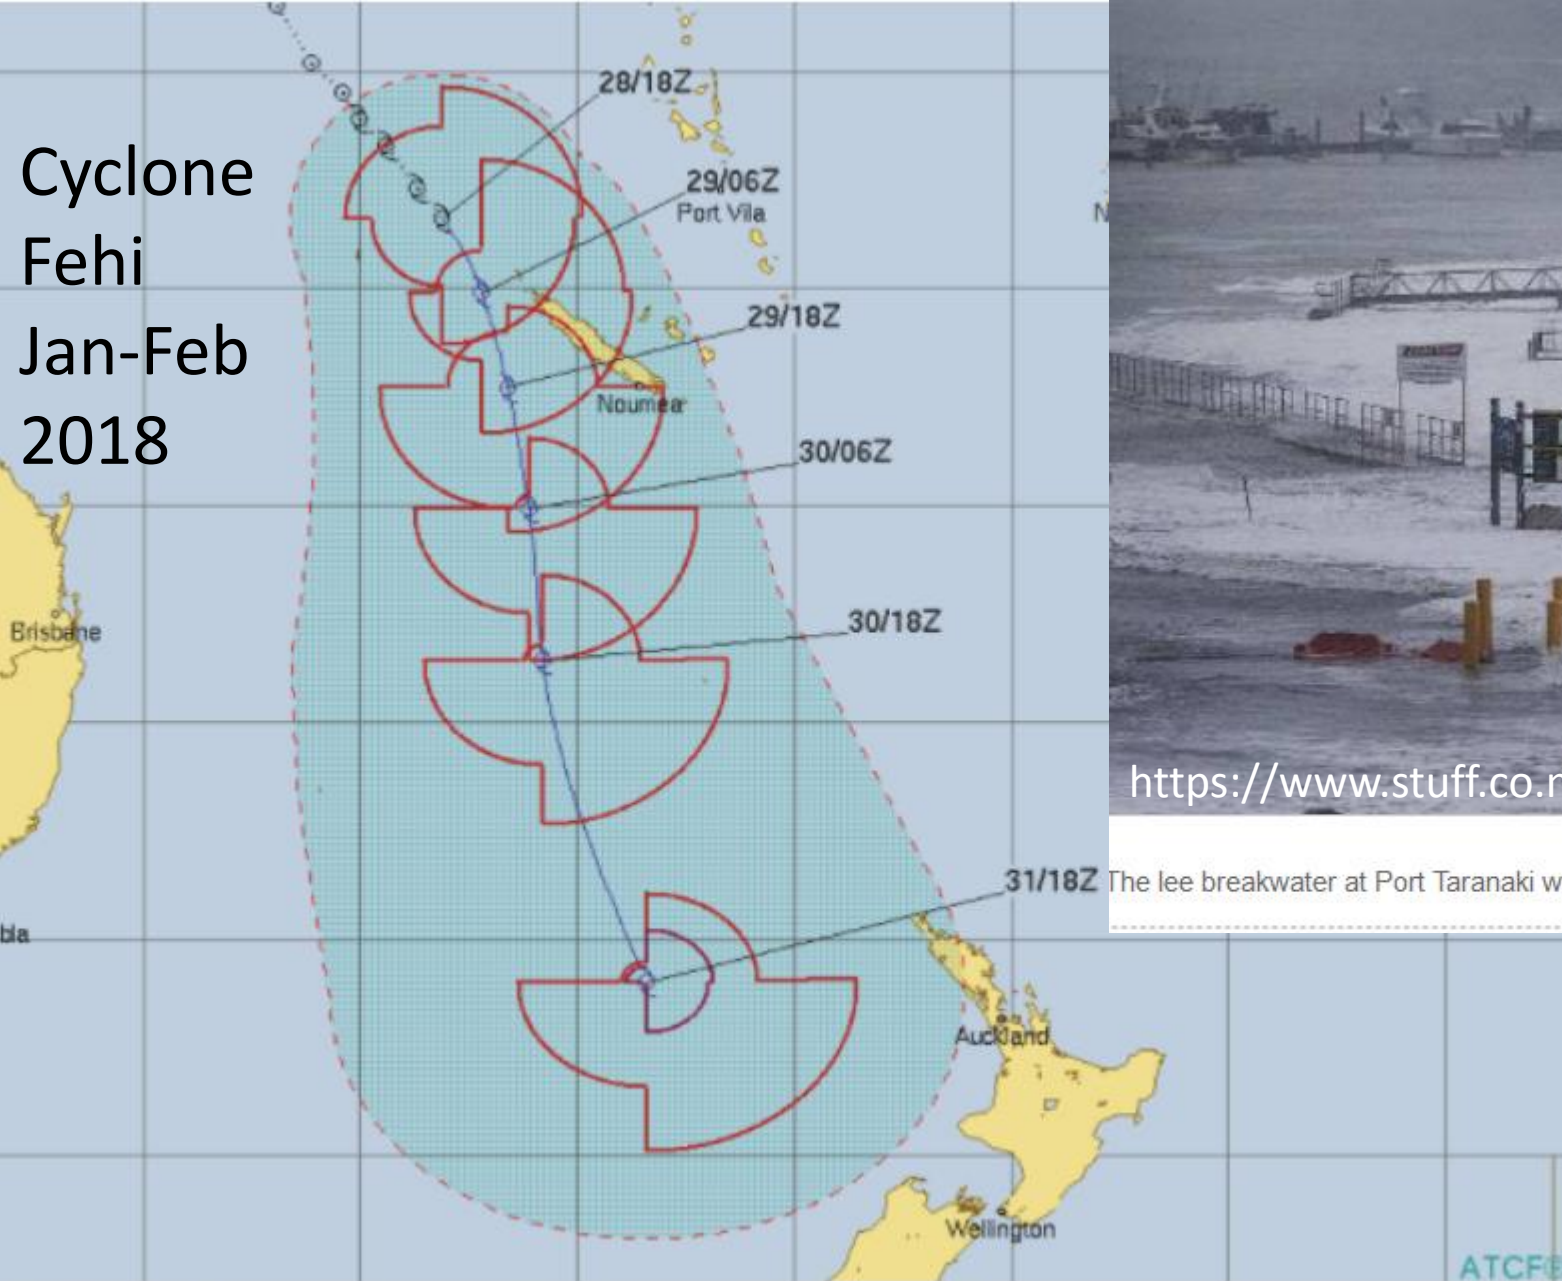 Cyclone
Fehi
Jan-Feb
2018
28/18Z
29/06Z
Port Vila
N
29/18Z
Noumea
30/06Z
30/18Z
Brisbane
31/18Z
bia
Auckland
Wellington
ATCF
https://www.stuff.co.n
The lee breakwater at Port Taranaki w